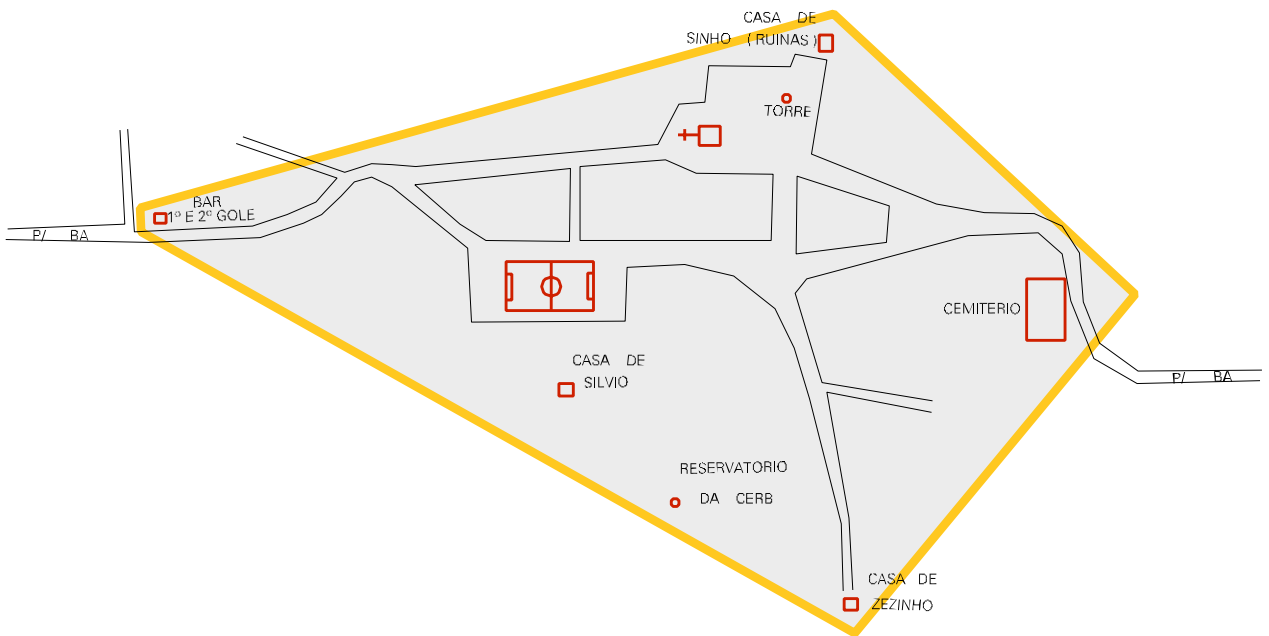 CASA DE
SINHO (RUINAS)
TORRE
BAR
1º E 2º GOLE
P/ BA
CEMITERIO
CASA DE
SILVIO
P/ BA
RESERVATORIO
DA CERB
CASA DE
ZEZINHO